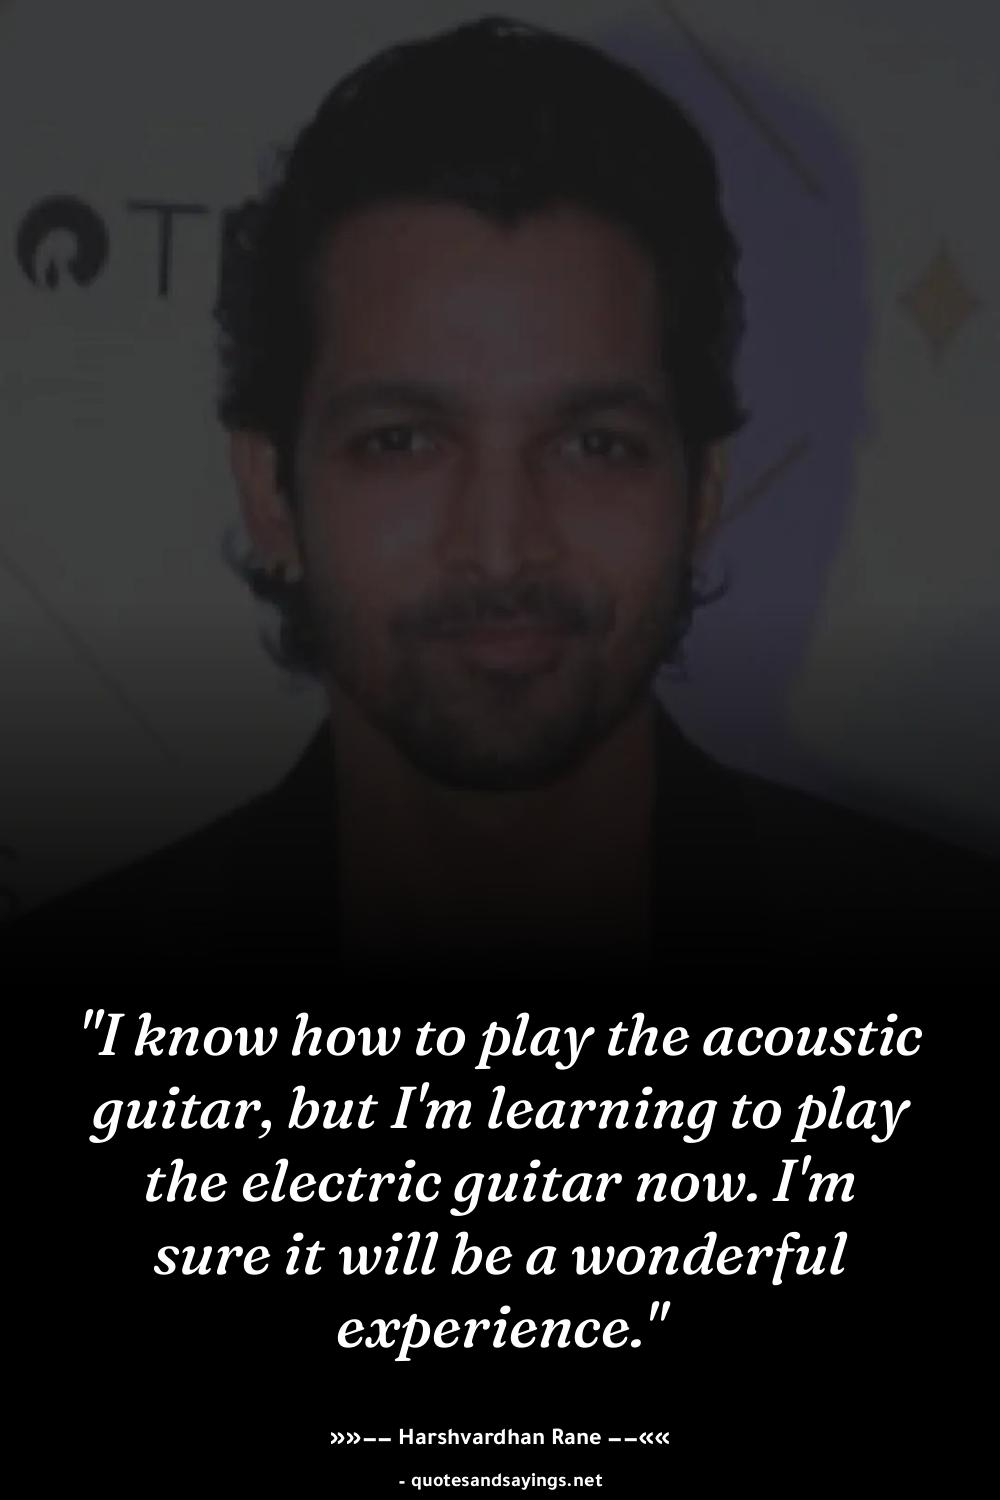 T
"I know how to play the acoustic
guitar, but I'm learning to play
the electric guitar now. I'm
sure it will be a wonderful
experience."
»»−− Harshvardhan Rane −−««
- quotesandsayings.net